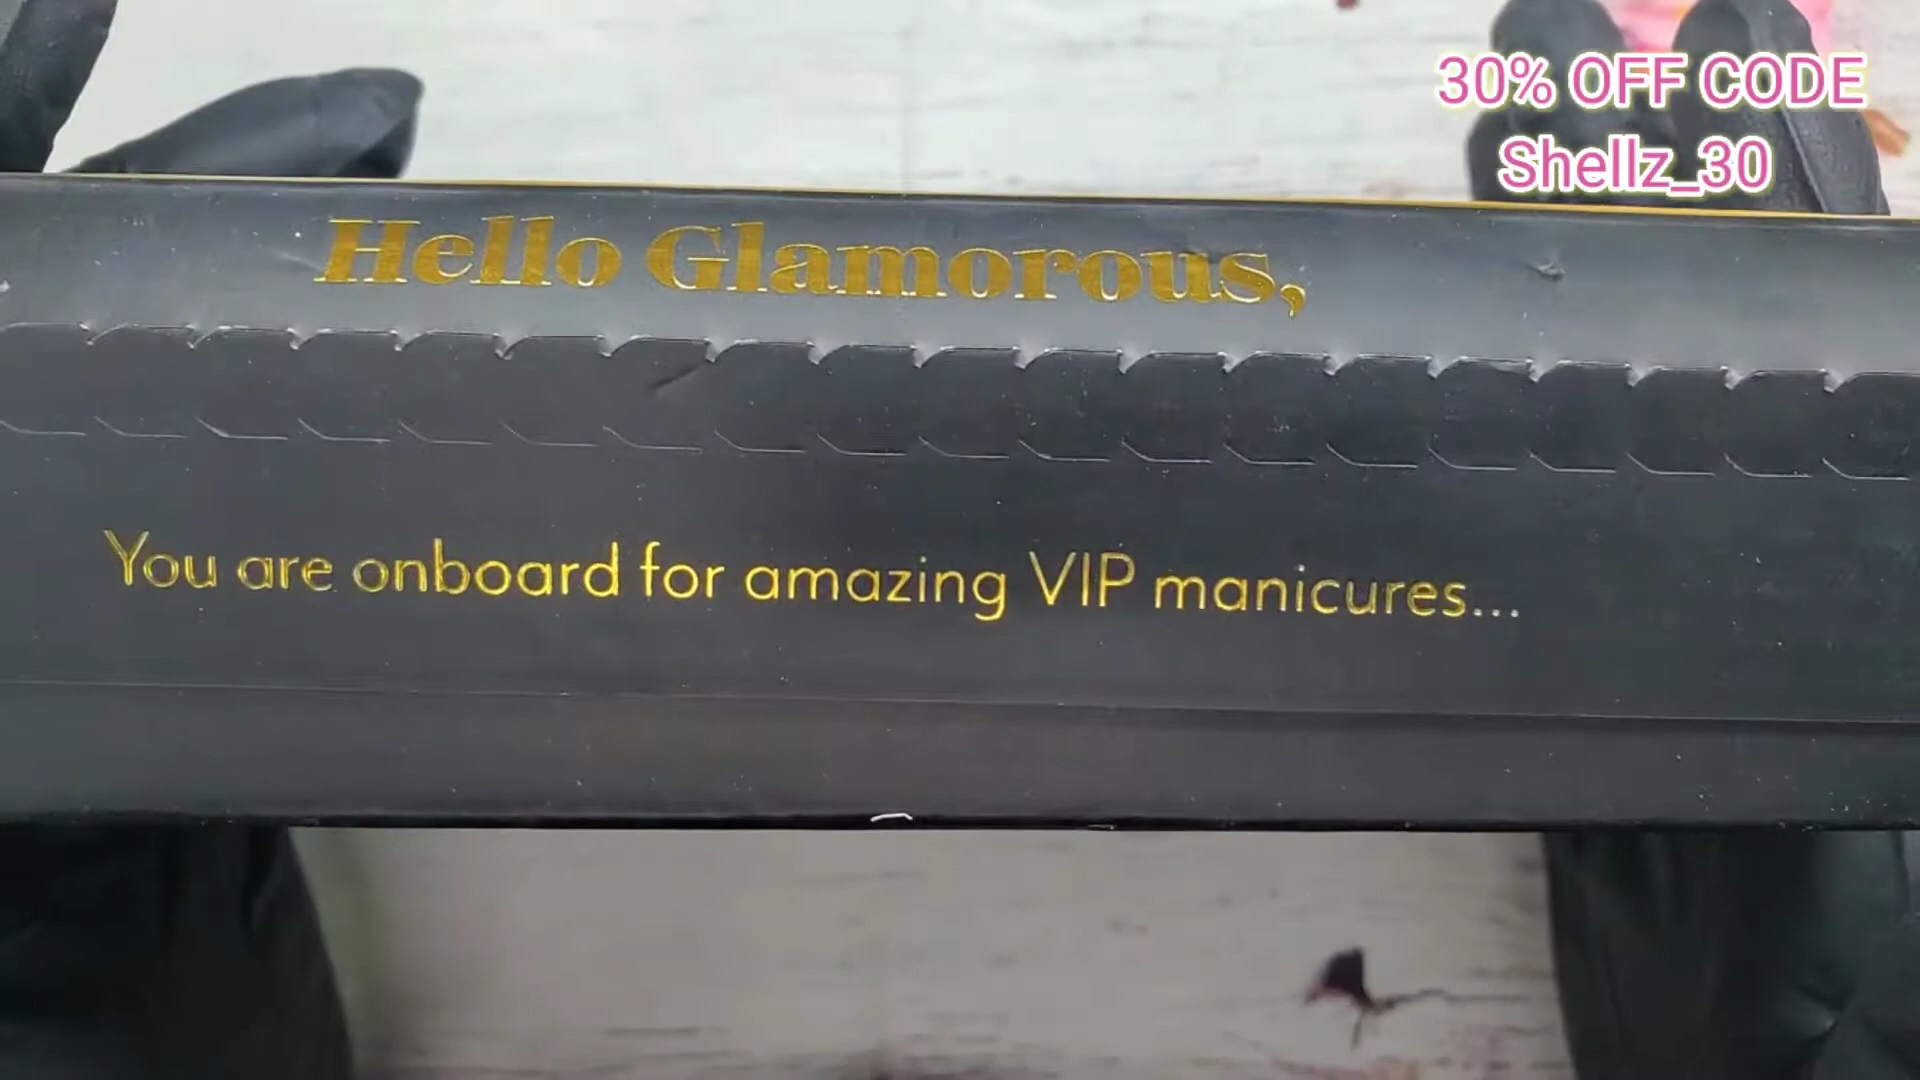 30% OFF CODE
Shellz_30
Hello Glamorous,
You are onboard for amazing VIP manicures...